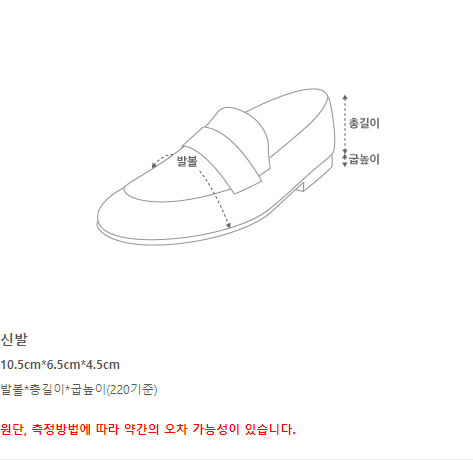 총길이
발볼
굽높이
신발
10.5cm*6.5cm*4.5cm
발볼*총길이*굽높이(220기준)
원단, 측정방법에 따라 약간의 오차 가능성이 있습니다.